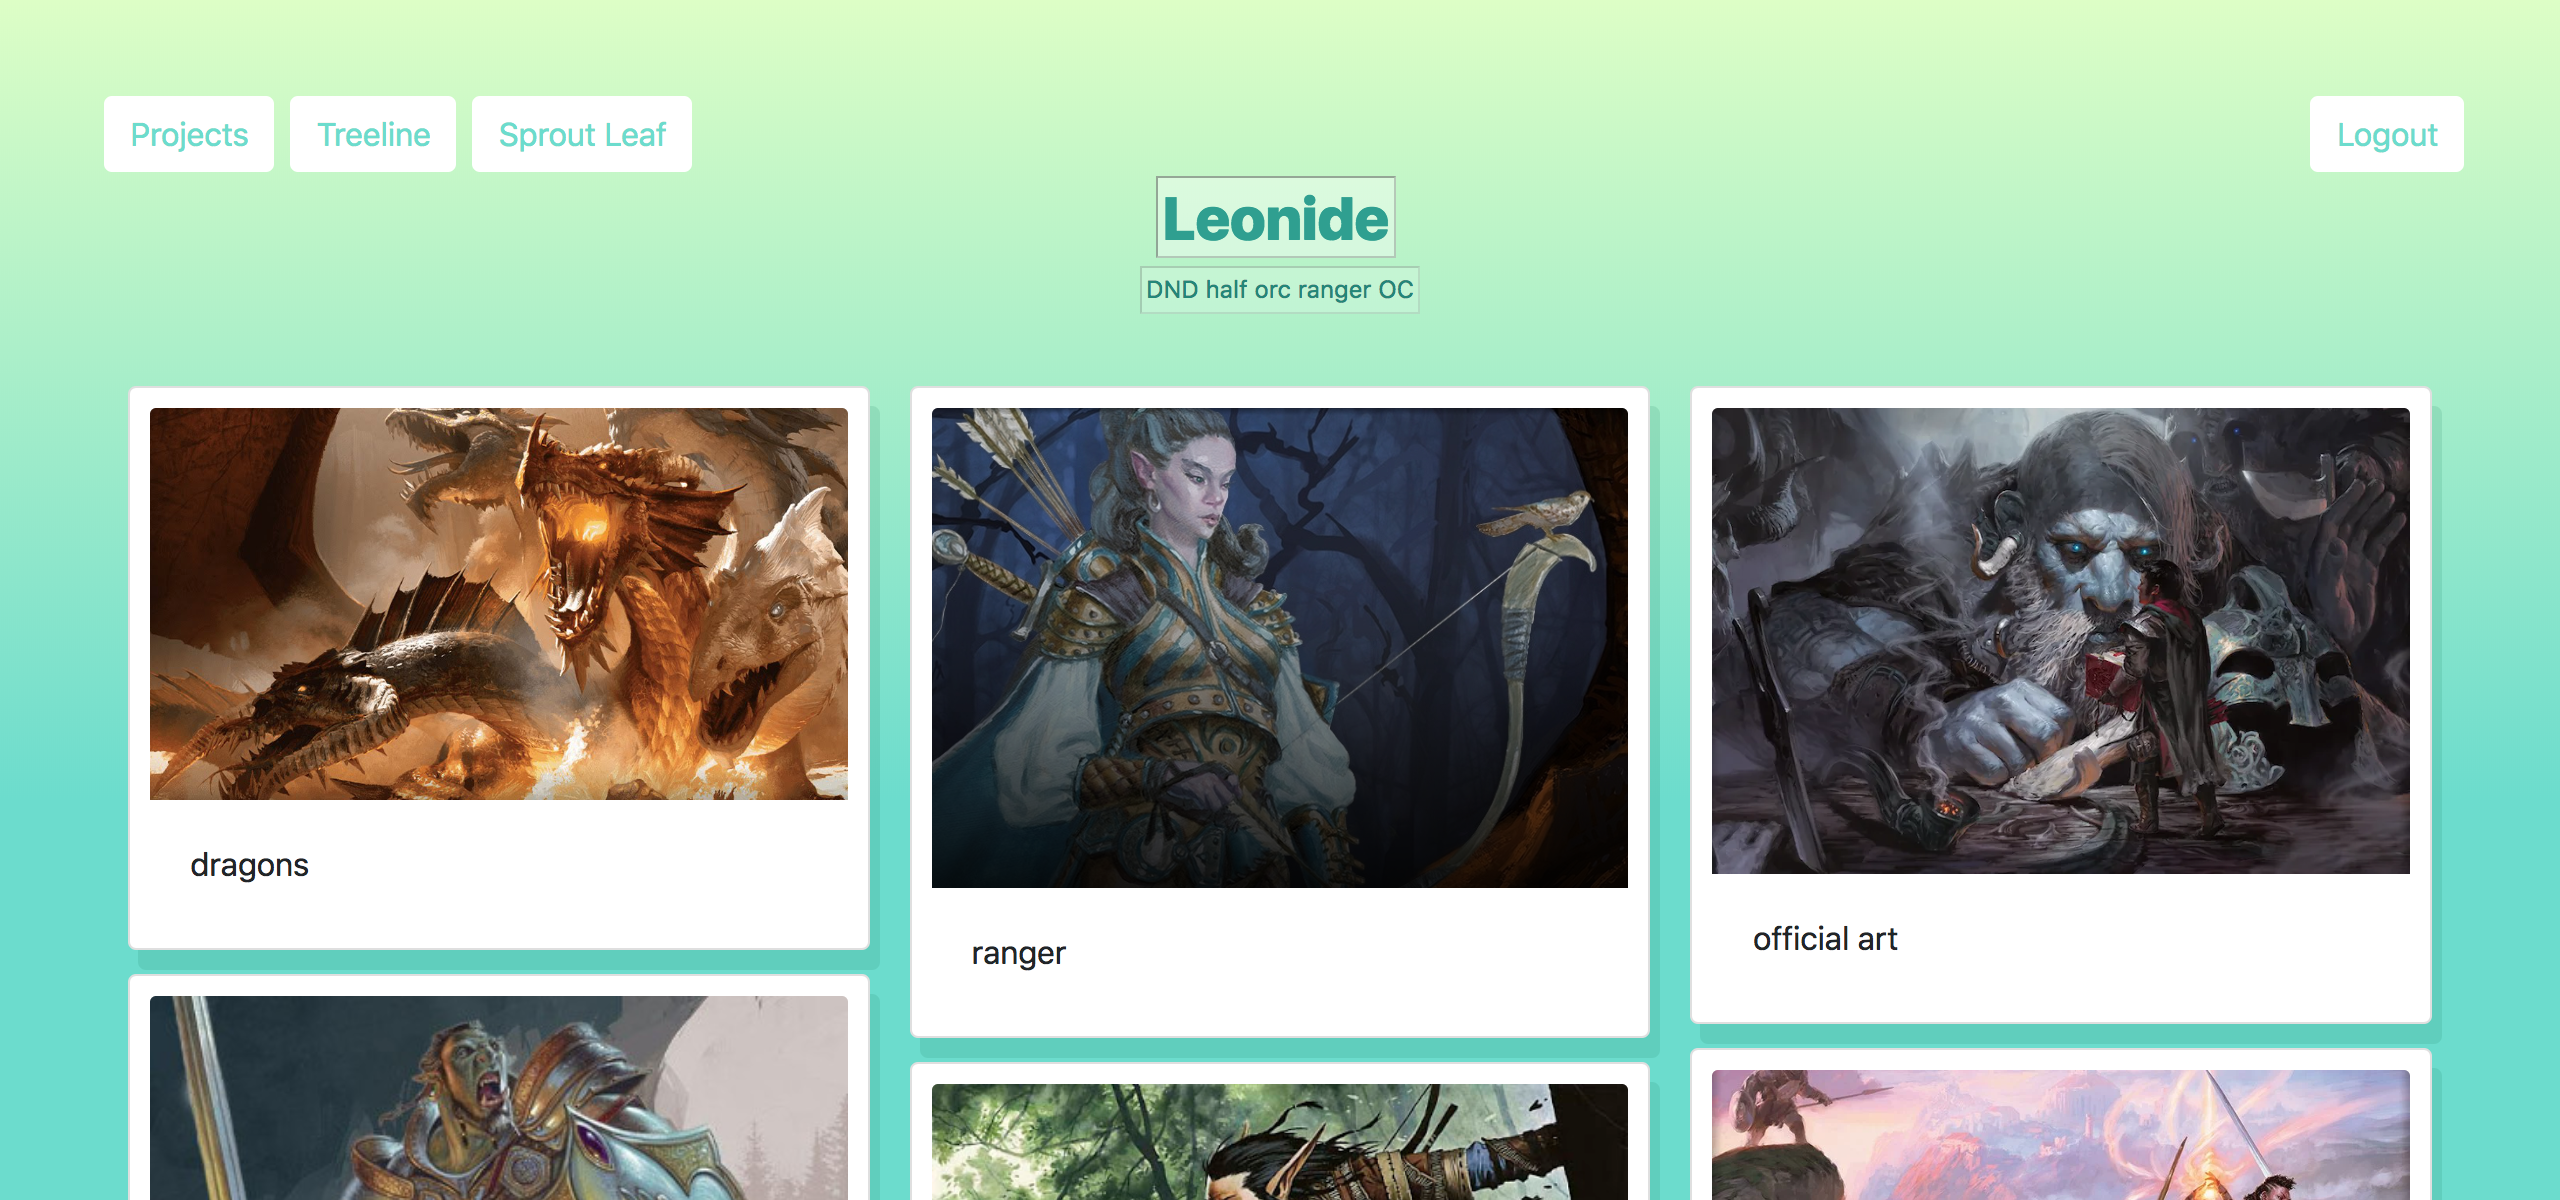 Projects
Treeline
Sprout Leaf
Logout
Leonide
DND half orc ranger OC
dragons
ranger
official art